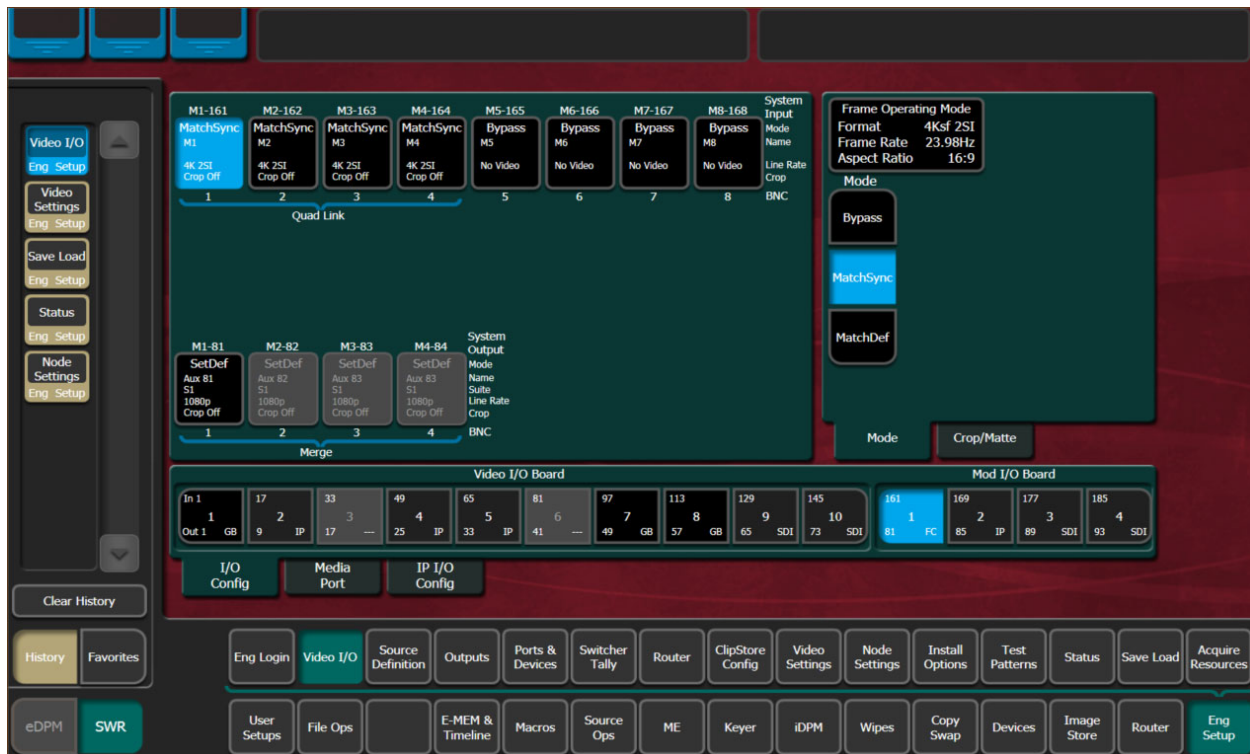 Video I/O
Eng Setup
Video
Settings
Eng Setup
Save Load
Eng Setup
Status
Eng Setup
Node
Settings
Eng Setup
Clear History
History Favorites
eDPM SWR
M1-161 M2-162 M3-163 M4-164 M5-165 M6-166 M7-167 M8-168 System
Input
MatchSync MatchSync MatchSync MatchSync Bypass Bypass Bypass Bypass Mode
M1 M2 M3 M4 M5 M6 M7 M8 Name
4K 2SI 4K 2SI 4K 2SI 4K 2SI No Video No Video No Video No Video Line Rate
Crop Off Crop Off Crop Off Crop Off Crop
1 2 3 4 5 6 7 8 BNC
Quad Link
M1-81 M2-82 M3-83 M4-84 System
Output
SetDef SetDef SetDef SetDef Mode
Aux 81 Aux 82 Aux 83 Aux 83 Name
S1 S1 S1 S1 Suite
1080p 1080p 1080p 1080p Line Rate
Crop Off Crop Off Crop Off Crop Off Crop
1 2 3 4 BNC
Merge
Frame Operating Mode
Format 4Ksf 2SI
Frame Rate 23.98Hz
Aspect Ratio 16:9
Mode
Bypass
MatchSync
MatchDef
Mode Crop/Matte
Video I/O Board Mod I/O Board
In 1 17 33 49 65 81 97 113 129 145 161 169 177 185
1 2 3 4 5 6 7 8 9 10 1 2 3 4
Out 1 GB 9 IP 17 --- 25 IP 33 IP 41 --- 49 GB 57 GB 65 SDI 73 SDI 81 FC 85 IP 89 SDI 93 SDI
I/O
Config
Media
Port
IP I/O
Config
Eng Login
Video I/O
Source
Definition
Outputs
Ports &
Devices
Switcher
Tally
Router
ClipStore
Config
Video
Settings
Node
Settings
Install
Options
Test
Patterns
Status
Save Load
Acquire
Resources
User
Setups
File Ops
E-MEM &
Timeline
Macros
Source
Ops
ME
Keyer
iDPM
Wipes
Copy
Swap
Devices
Image
Store
Router
Eng
Setup